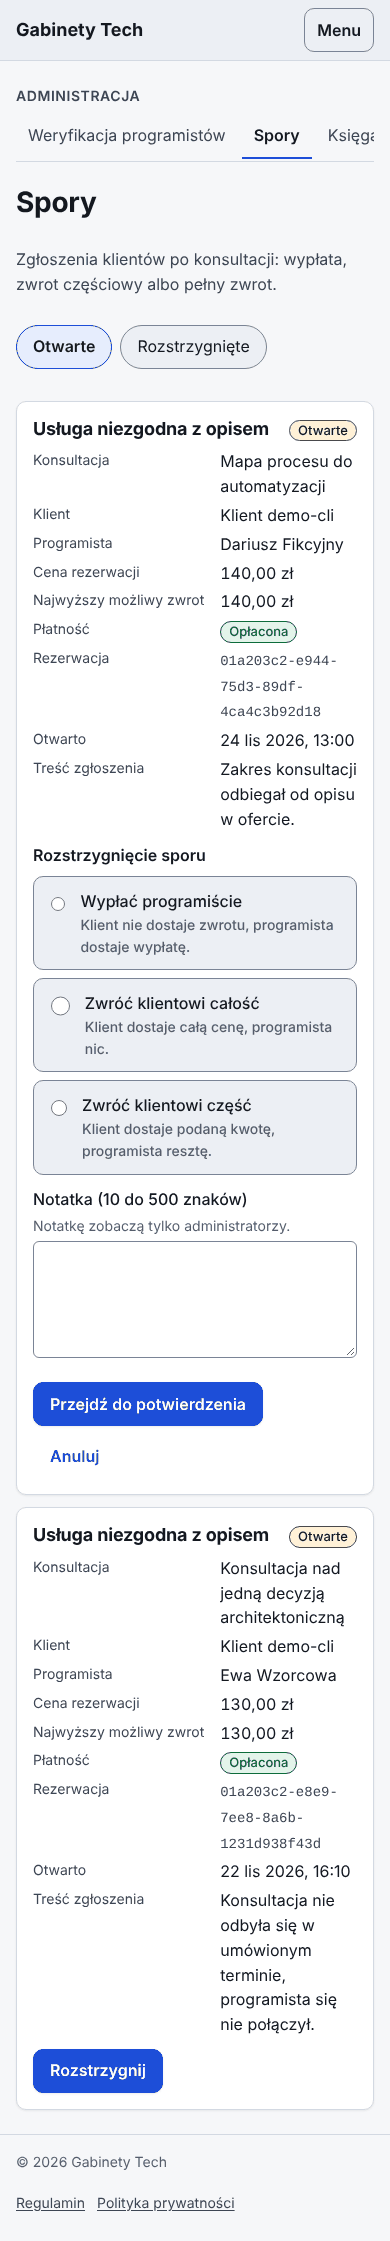 Gabinety Tech
Menu
ADMINISTRACJA
Weryfikacja programistów Spory
Spory
Zgłoszenia klientów po konsultacji: wypłata,
zwrot częściowy albo pełny zwrot.
Otwarte Rozstrzygnięte
Usługa niezgodna z opisem Otwarte
Konsultacja Mapa procesu do
automatyzacji
Klient Klient demo-cli
Programista Dariusz Fikcyjny
Cena rezerwacji 140,00 zł
Najwyższy możliwy zwrot 140,00 zł
Płatność Opłacona
Rezerwacja 01a203c2-e944-
75d3-89df-
4ca4c3b92d18
Otwarto 24 lis 2026, 13:00
Treść zgłoszenia Zakres konsultacji
odbiegał od opisu
w ofercie.
Rozstrzygnięcie sporu
Wypłać programiście
Klient nie dostaje zwrotu, programista
dostaje wypłatę.
Zwróć klientowi całość
Klient dostaje całą cenę, programista
nic.
Zwróć klientowi część
Klient dostaje podaną kwotę,
programista resztę.
Notatka (10 do 500 znaków)
Notatkę zobaczą tylko administratorzy.
Przejdź do potwierdzenia
Anuluj
Usługa niezgodna z opisem Otwarte
Konsultacja Konsultacja nad
jedną decyzją
architektoniczną
Klient Klient demo-cli
Programista Ewa Wzorcowa
Cena rezerwacji 130,00 zł
Najwyższy możliwy zwrot 130,00 zł
Płatność Opłacona
Rezerwacja 01a203c2-e8e9-
7ee8-8a6b-
1231d938f43d
Otwarto 22 lis 2026, 16:10
Treść zgłoszenia Konsultacja nie
odbyła się w
umówionym
terminie,
programista się
nie połączył.
Rozstrzygnij
© 2026 Gabinety Tech
Regulamin Polityka prywatności